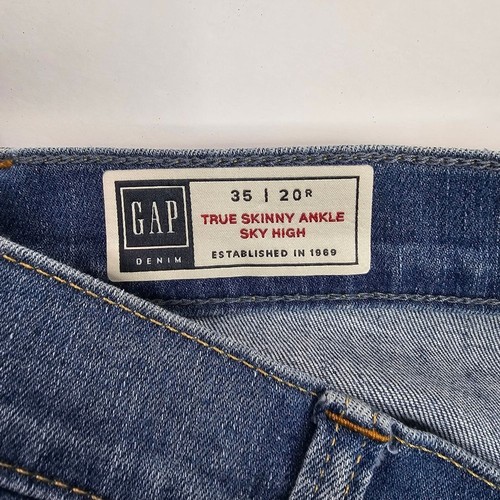 GAP
DENIM
35 | 20R
TRUE SKINNY ANKLE
SKY HIGH
ESTABLISHED IN 1969